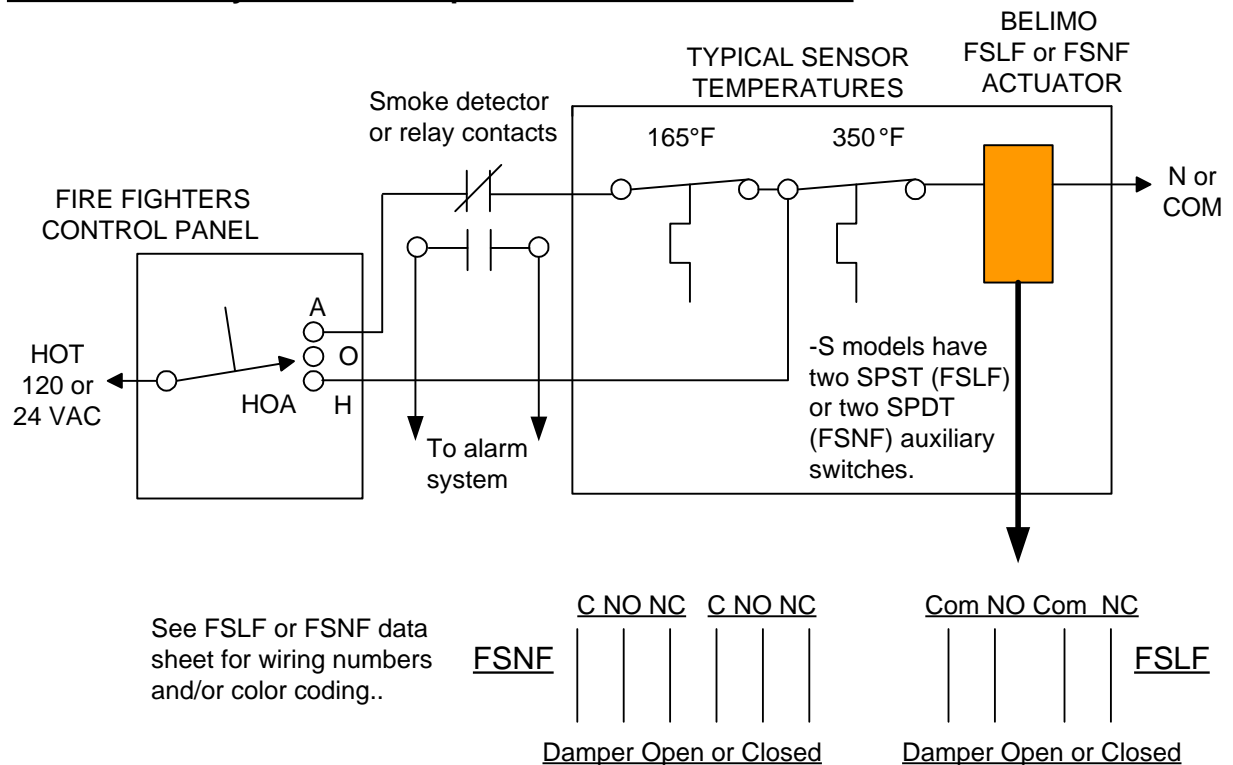 BELIMO
FSLF or FSNF
ACTUATOR
TYPICAL SENSOR
TEMPERATURES
Smoke detector
or relay contacts
165°F
350°F
N or
COM
FIRE FIGHTERS
CONTROL PANEL
A
O
H
HOA
HOT
120 or
24 VAC
To alarm
system
-S models have
two SPST (FSLF)
or two SPDT
(FSNF) auxiliary
switches.
See FSLF or FSNF data
sheet for wiring numbers
and/or color coding..
C NO NC C NO NC
FSNF
Damper Open or Closed
Com NO Com NC
FSLF
Damper Open or Closed